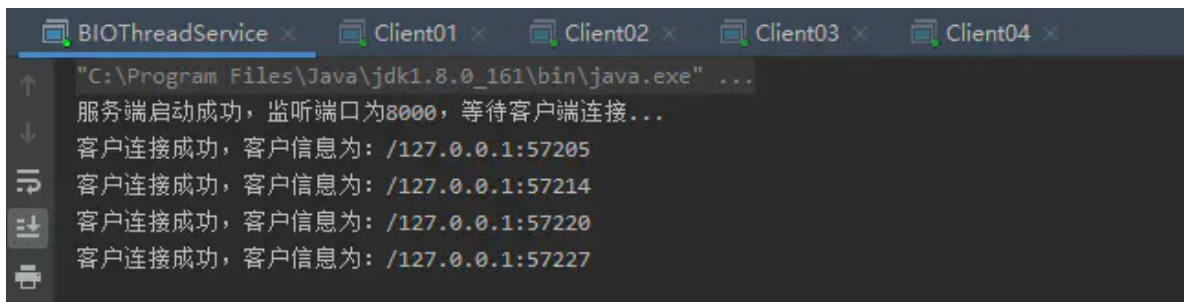 BIOThreadService Client01 Client02 Client03 Client04
"C:\Program Files\Java\jdk1.8.0_161\bin\java.exe" ...
服务端启动成功，监听端口为8000，等待客户端连接...
客户连接成功，客户信息为：/127.0.0.1:57205
客户连接成功，客户信息为：/127.0.0.1:57214
客户连接成功，客户信息为：/127.0.0.1:57220
客户连接成功，客户信息为：/127.0.0.1:57227